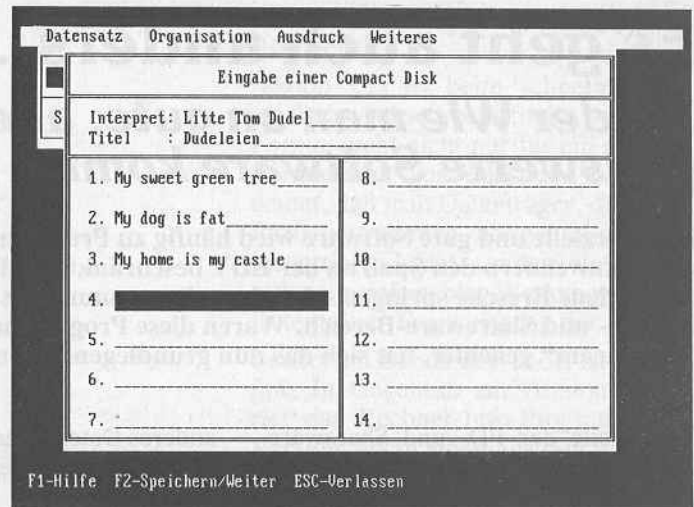 Datensatz Organisation Ausdruck Weiteres
Eingabe einer Compact Disk
S
Interpret: Litte Tom Dudel
Titel : Dudeleien
1. My sweet green tree
2. My dog is fat
3. My home is my castle
4.
5.
6.
7.
8.
9.
10.
11.
12.
13.
14.
F1-Hilfe F2-Speichern/Weiter ESC-Verlassen